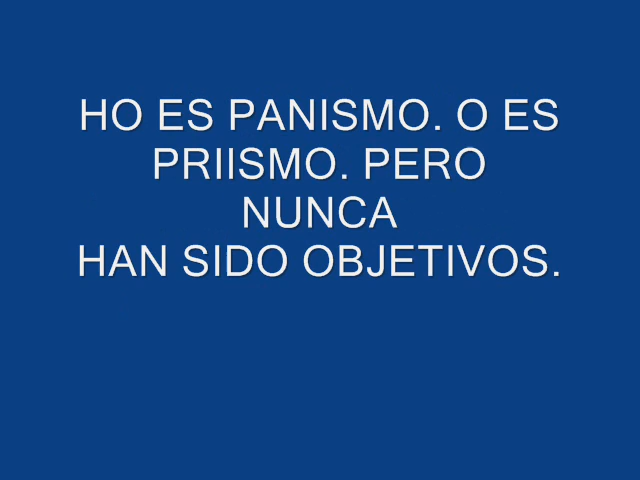 HO ES PANISMO. O ES
PRIISMO. PERO
NUNCA
HAN SIDO OBJETIVOS.